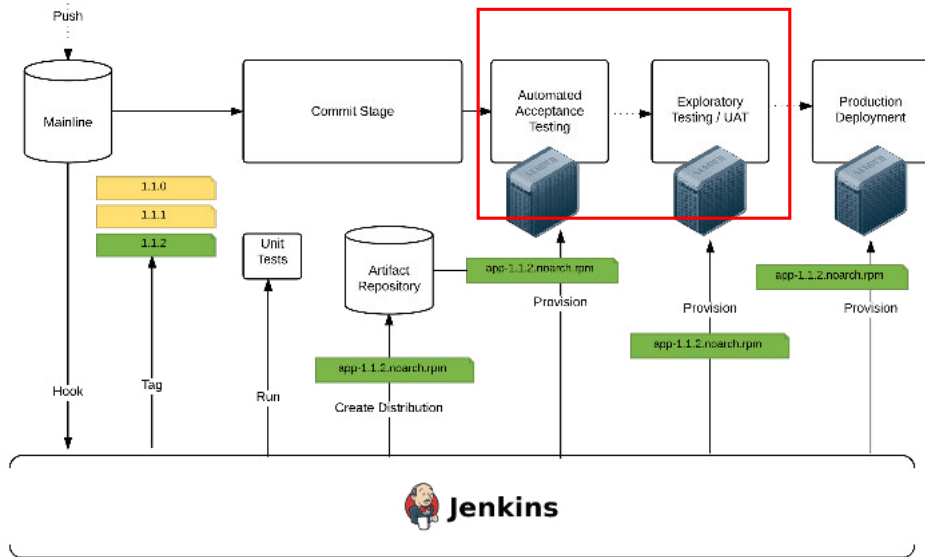 Push
Mainline
Commit Stage
Automated
Acceptance
Testing
Exploratory
Testing / UAT
Production
Deployment
1.1.0
1.1.1
1.1.2
Unit
Tests
Artifact
Repository
app-1.1.2.noarch.rpm
Provision
app-1.1.2.noarch.rpm
Provision
Provision
app-1.1.2.noarch.rpm
app-1.1.2.noarch.rpm
Hook
Tag
Run
Create Distribution
Jenkins